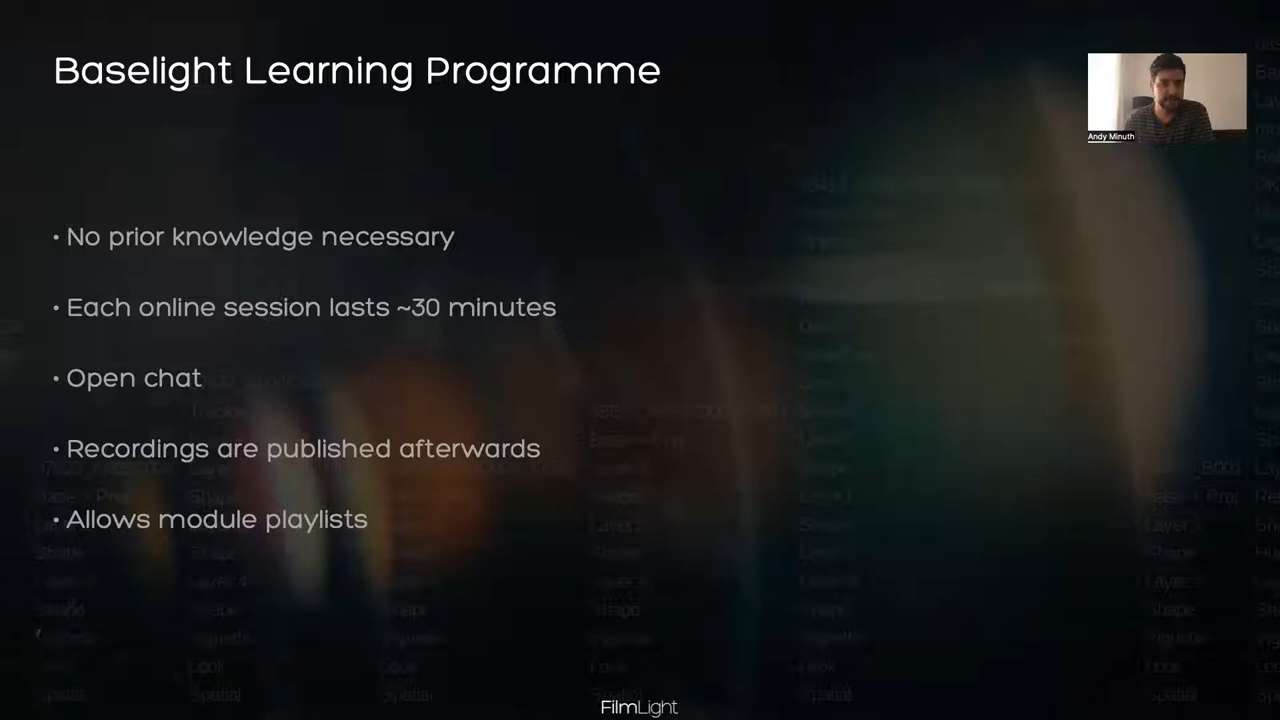 Baselight Learning Programme
Andy Minuth
• No prior knowledge necessary
• Each online session lasts ~30 minutes
• Open chat
• Recordings are published afterwards
• Allows module playlists
FilmLight